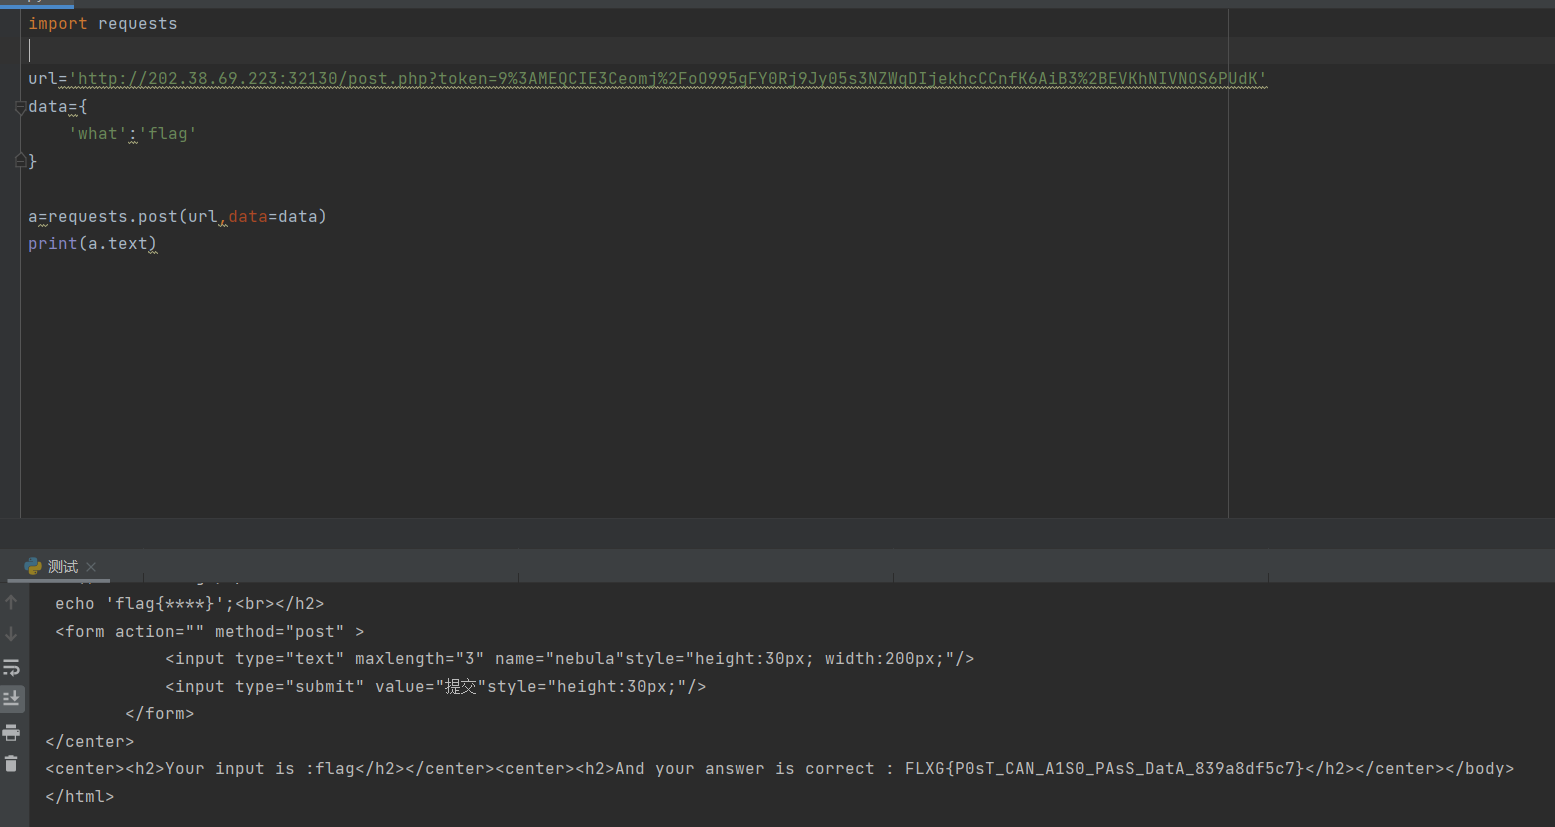 import requests
url='http://202.38.69.223:32130/post.php?token=9%3AMEQCIE3Ceomj%2FoO995gFY0Rj9Jy05s3NZWqDIjekhcCCnfK6AiB3%2BEVKhNIVNOS6PUdK'
data={
'what':'flag'
}
a=requests.post(url,data=data)
print(a.text)
测试
echo 'flag{****}';<br></h2>
<form action="" method="post" >
<input type="text" maxlength="3" name="nebula"style="height:30px; width:200px;"/>
<input type="submit" value="提交"style="height:30px;"/>
</form>
</center>
<center><h2>Your input is :flag</h2></center><center><h2>And your answer is correct : FLXG{P0sT_CAN_A1S0_PAsS_DatA_839a8df5c7}</h2></center></body>
</html>